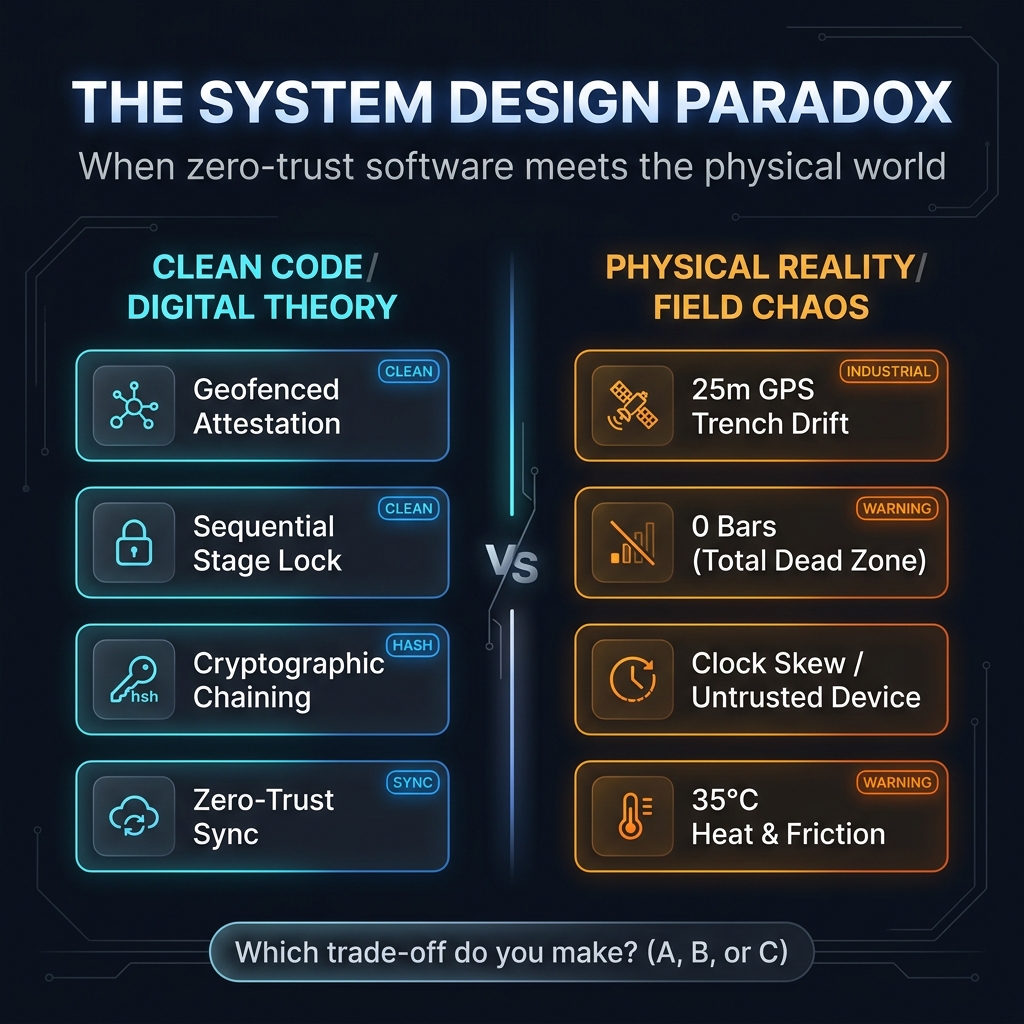 THE SYSTEM DESIGN PARADOX
When zero-trust software meets the physical world
CLEAN CODE/
DIGITAL THEORY
CLEAN
Geofenced
Attestation
CLEAN
Sequential
Stage Lock
HASH
hsh
Cryptographic
Chaining
SYNC
Zero-Trust
Sync
VS
PHYSICAL REALITY/
FIELD CHAOS
INDUSTRIAL
25m GPS
Trench Drift
WARNING
0 Bars
(Total Dead Zone)
Clock Skew /
Untrusted Device
WARNING
35°C
Heat & Friction
Which trade-off do you make? (A, B, or C)